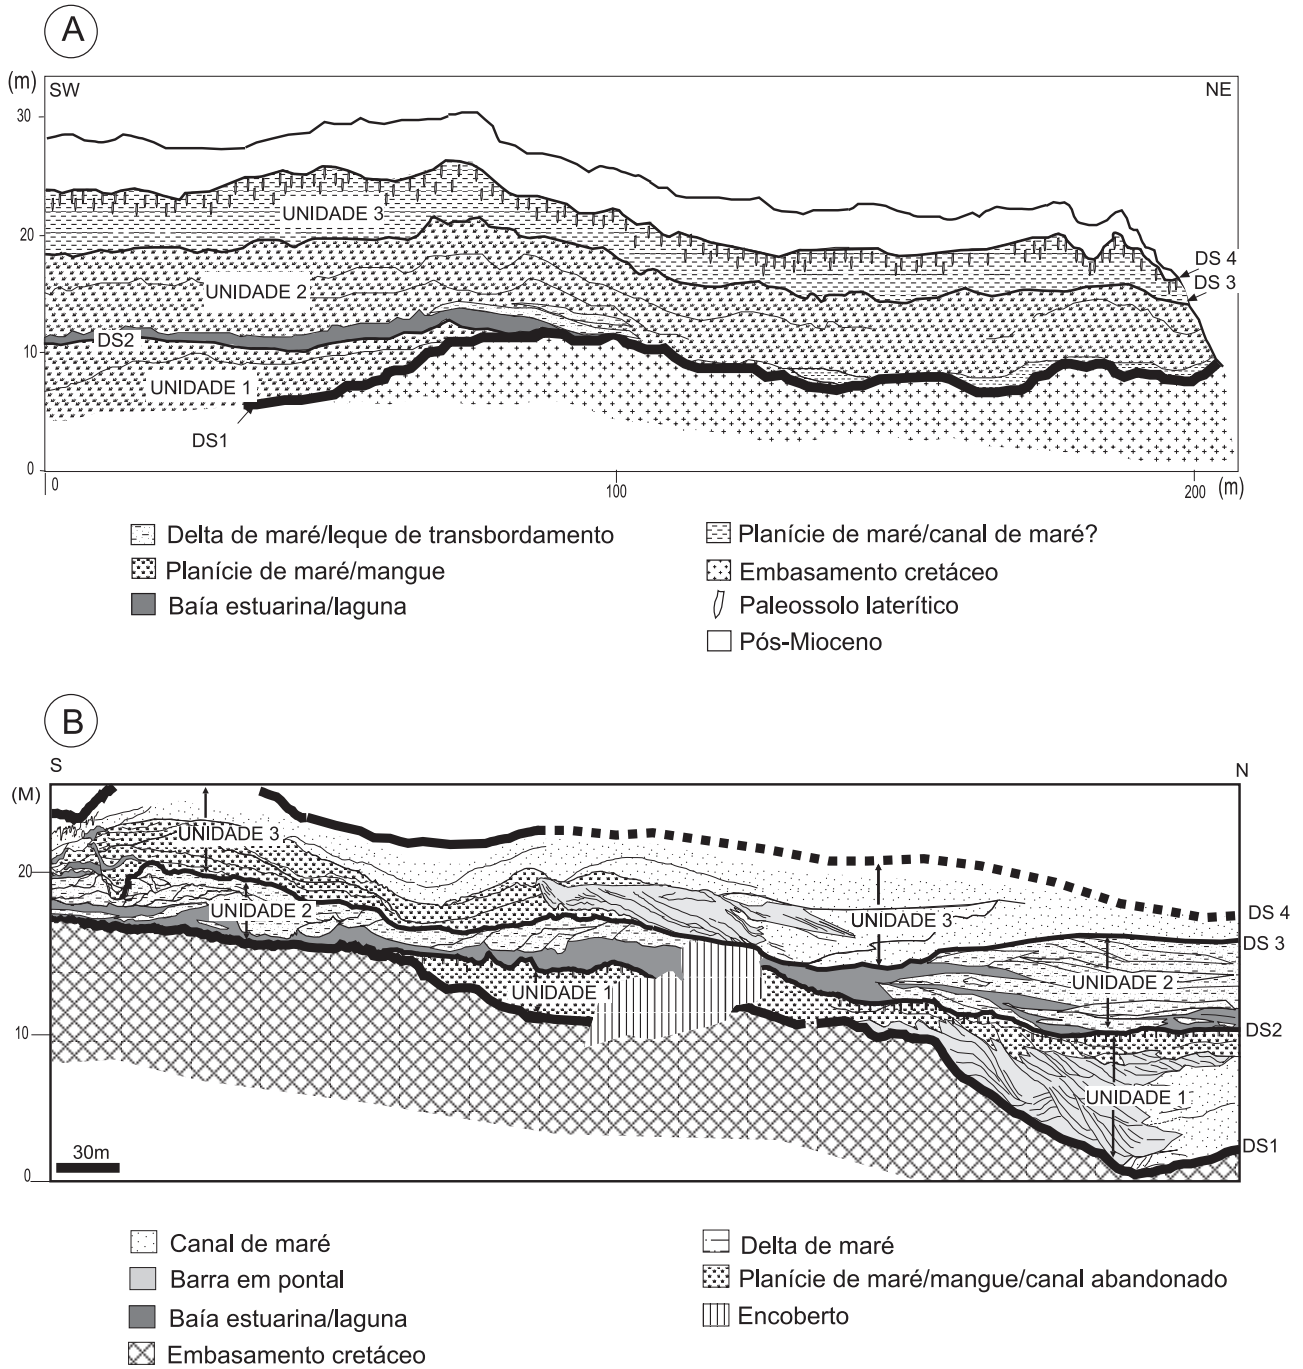 A
(m)
SW
NE
30
20
10
0
UNIDADE 3
UNIDADE 2
DS2
UNIDADE 1
DS1
DS 4
DS 3
0
100
200
(m)
Delta de maré/leque de transbordamento
Planície de maré/mangue
Baía estuarina/laguna
Planície de maré/canal de maré?
Embasamento cretáceo
Paleossolo laterítico
Pós-Mioceno
B
S
N
(M)
20
10
0
UNIDADE 3
UNIDADE 2
UNIDADE 1
UNIDADE 3
UNIDADE 2
UNIDADE 1
DS 4
DS 3
DS2
DS1
30m
Canal de maré
Barra em pontal
Baía estuarina/laguna
Embasamento cretáceo
Delta de maré
Planície de maré/mangue/canal abandonado
Encoberto